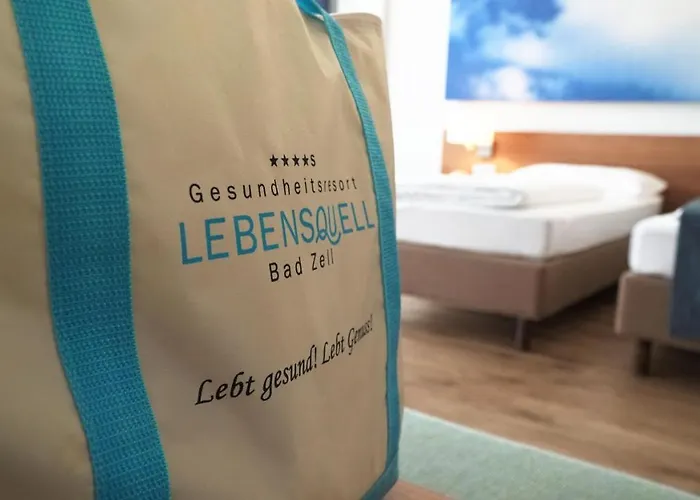 ★★★★S
Gesundheitsresort
LEBENSQUELL
Bad Zell
Lebt gesund! Lebt Genuss!